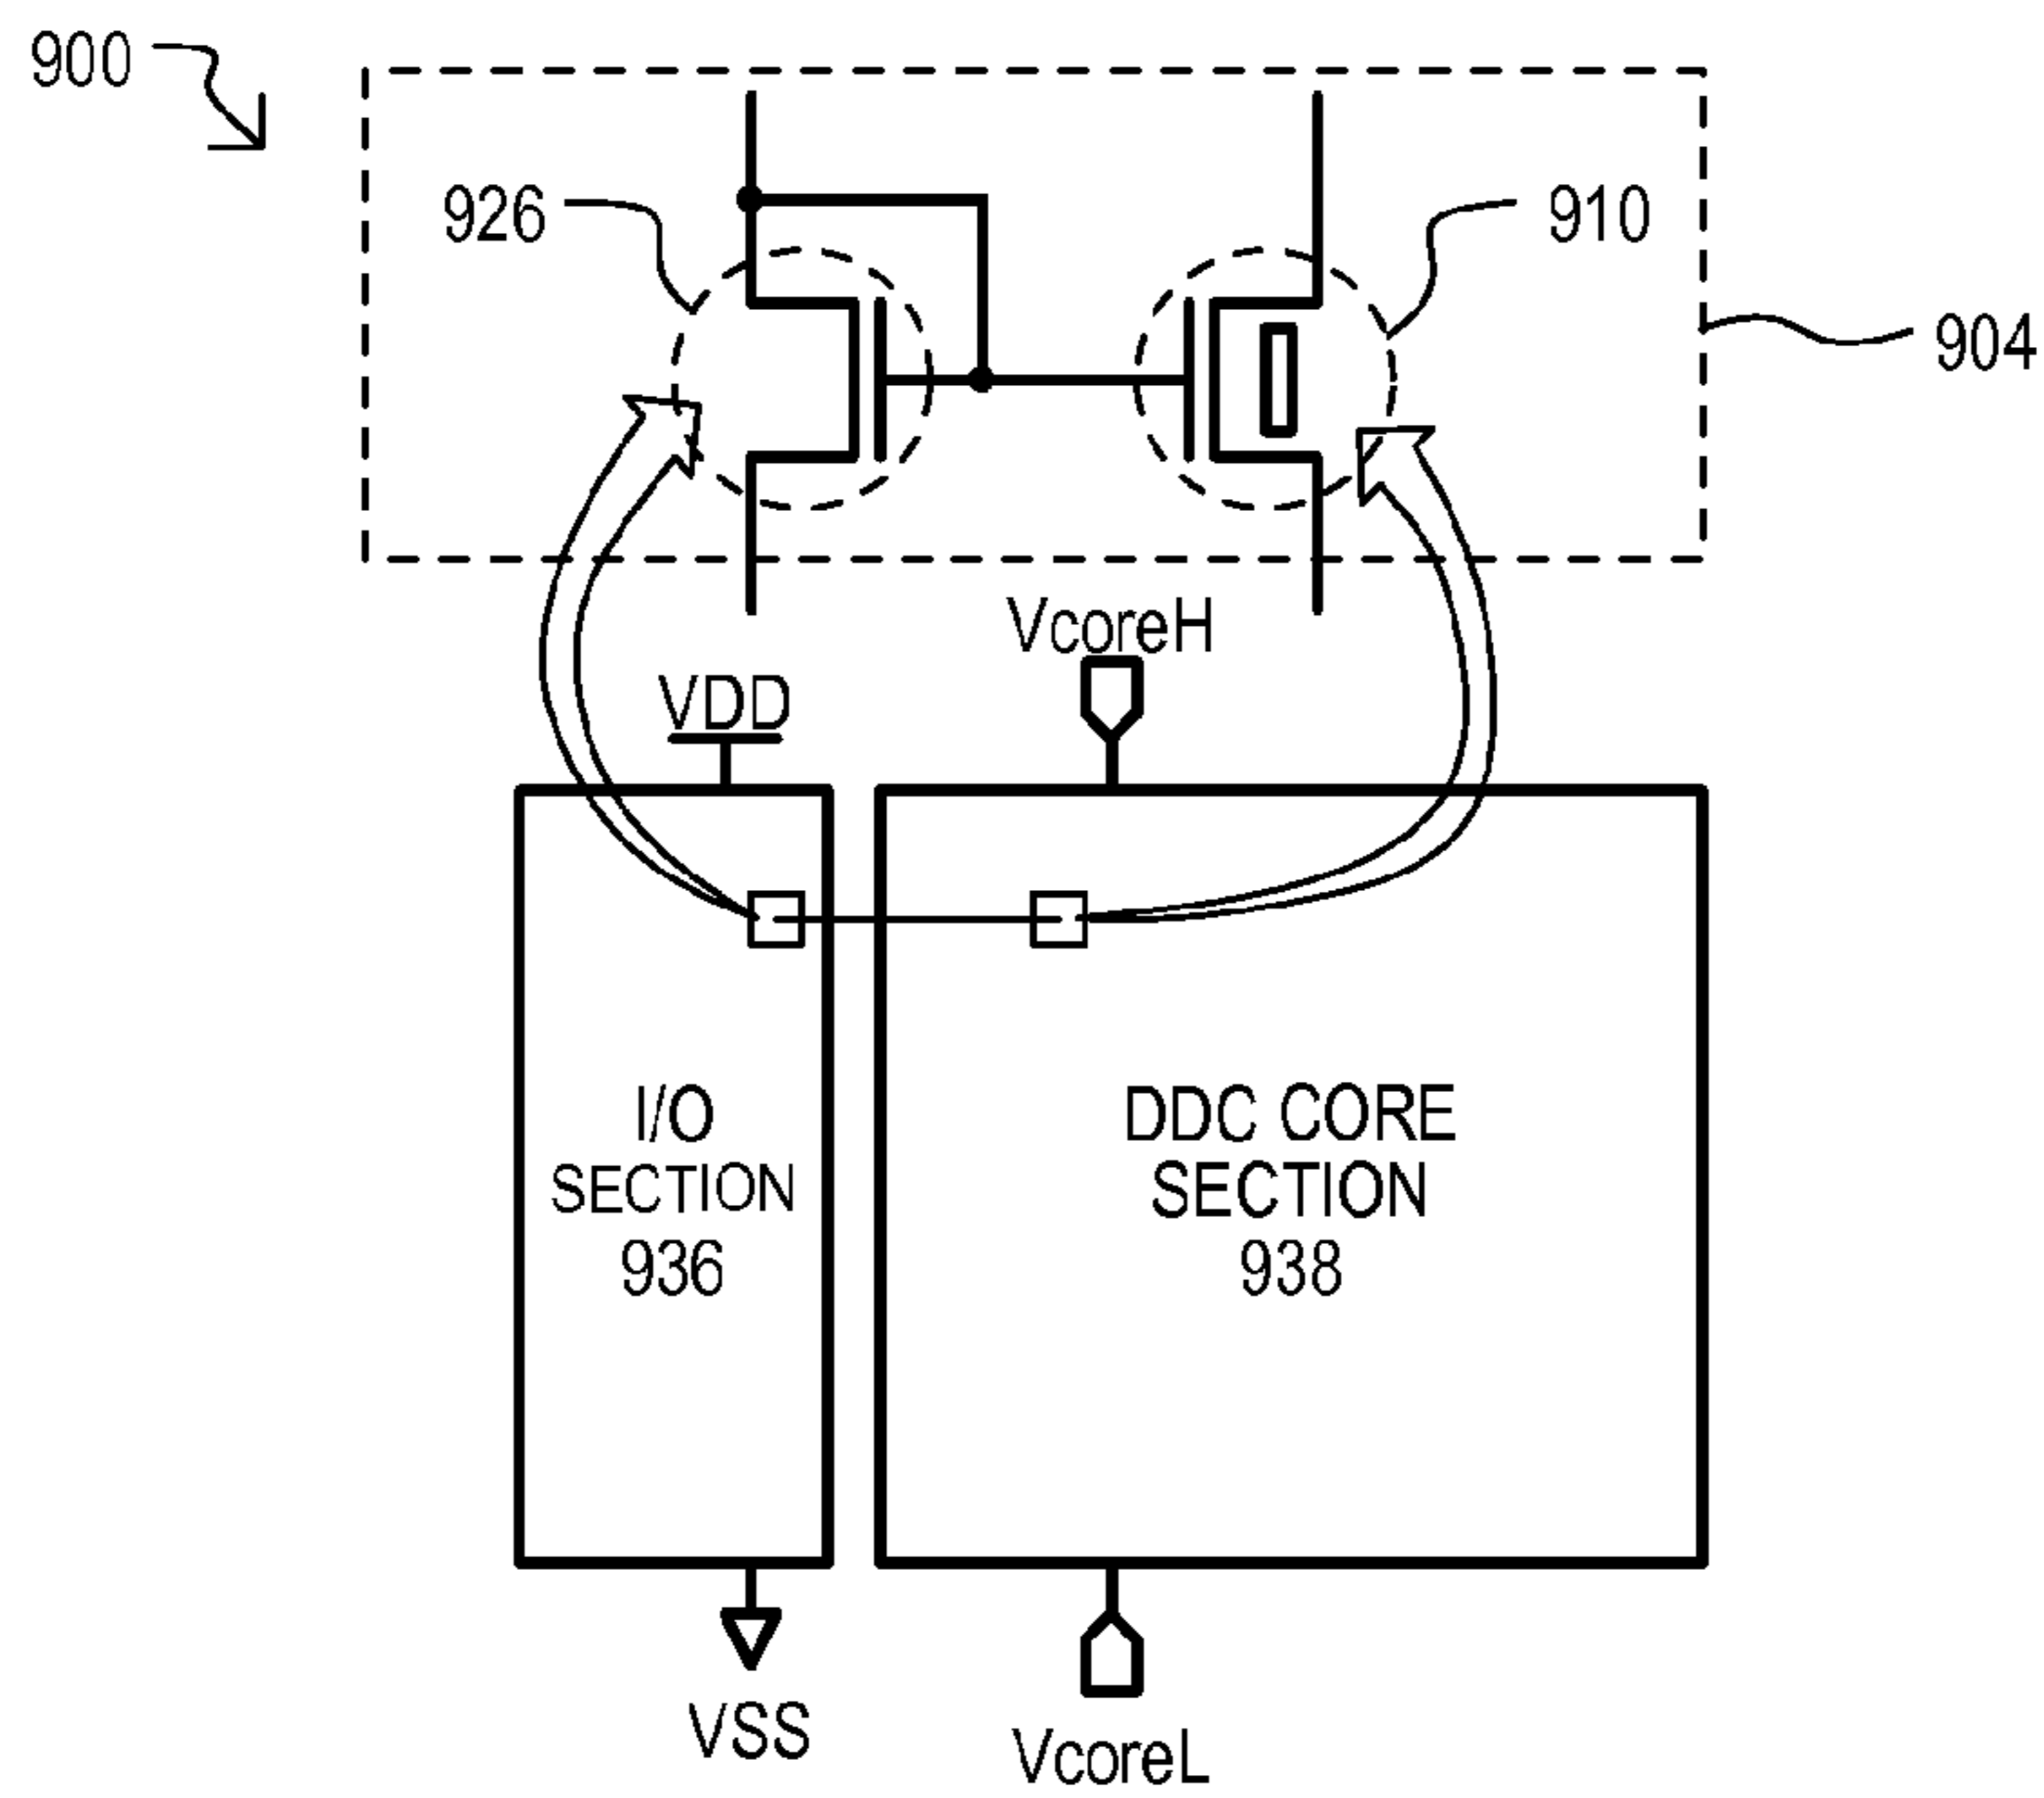 900
926
910
904
VcoreH
VDD
I/O
SECTION
936
DDC CORE
SECTION
938
VSS
VcoreL